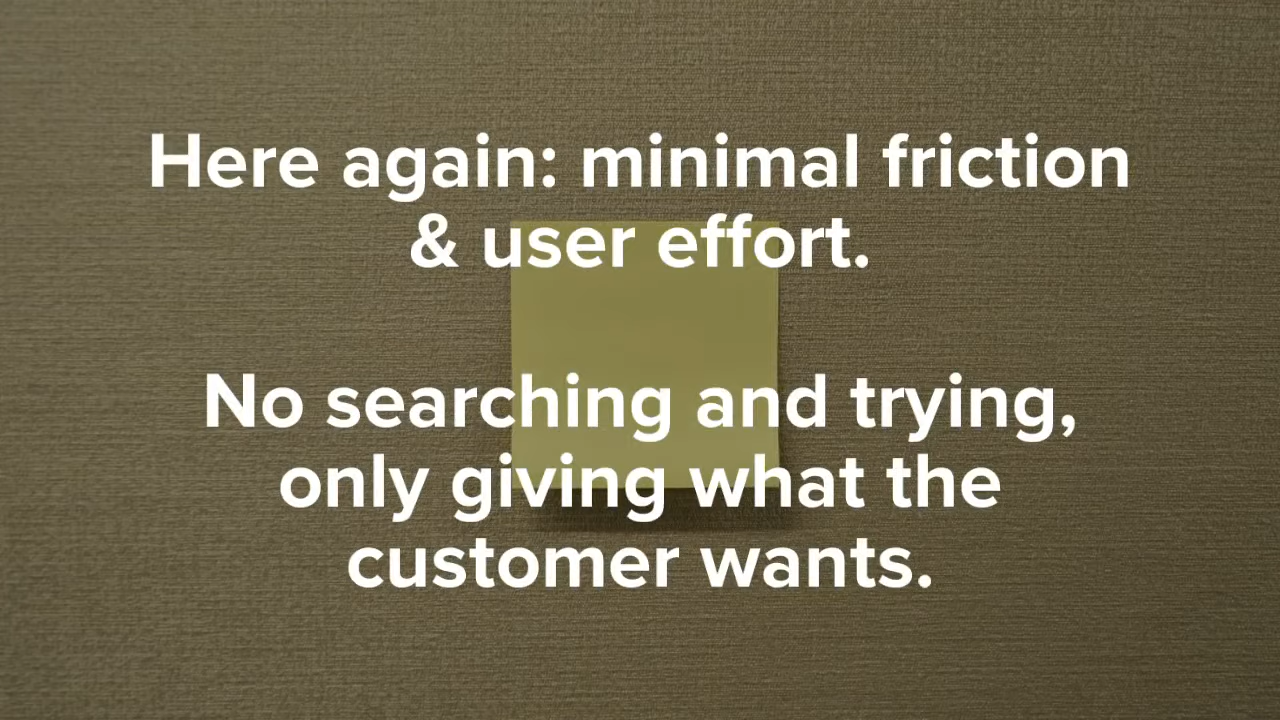 Here again: minimal friction
& user effort.
No searching and trying,
only giving what the
customer wants.